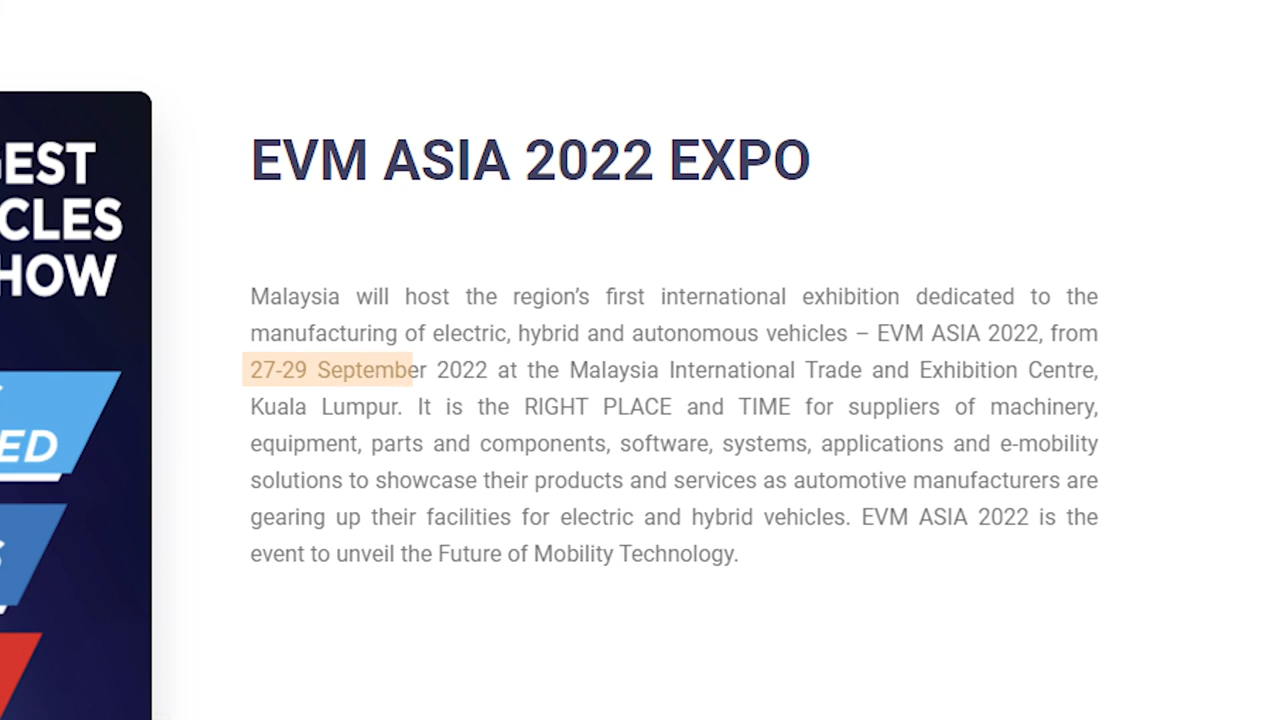 EST
CLES
HOW
ED
EVM ASIA 2022 EXPO
Malaysia will host the region’s first international exhibition dedicated to the
manufacturing of electric, hybrid and autonomous vehicles – EVM ASIA 2022, from
27-29 September 2022 at the Malaysia International Trade and Exhibition Centre,
Kuala Lumpur. It is the RIGHT PLACE and TIME for suppliers of machinery,
equipment, parts and components, software, systems, applications and e-mobility
solutions to showcase their products and services as automotive manufacturers are
gearing up their facilities for electric and hybrid vehicles. EVM ASIA 2022 is the
event to unveil the Future of Mobility Technology.